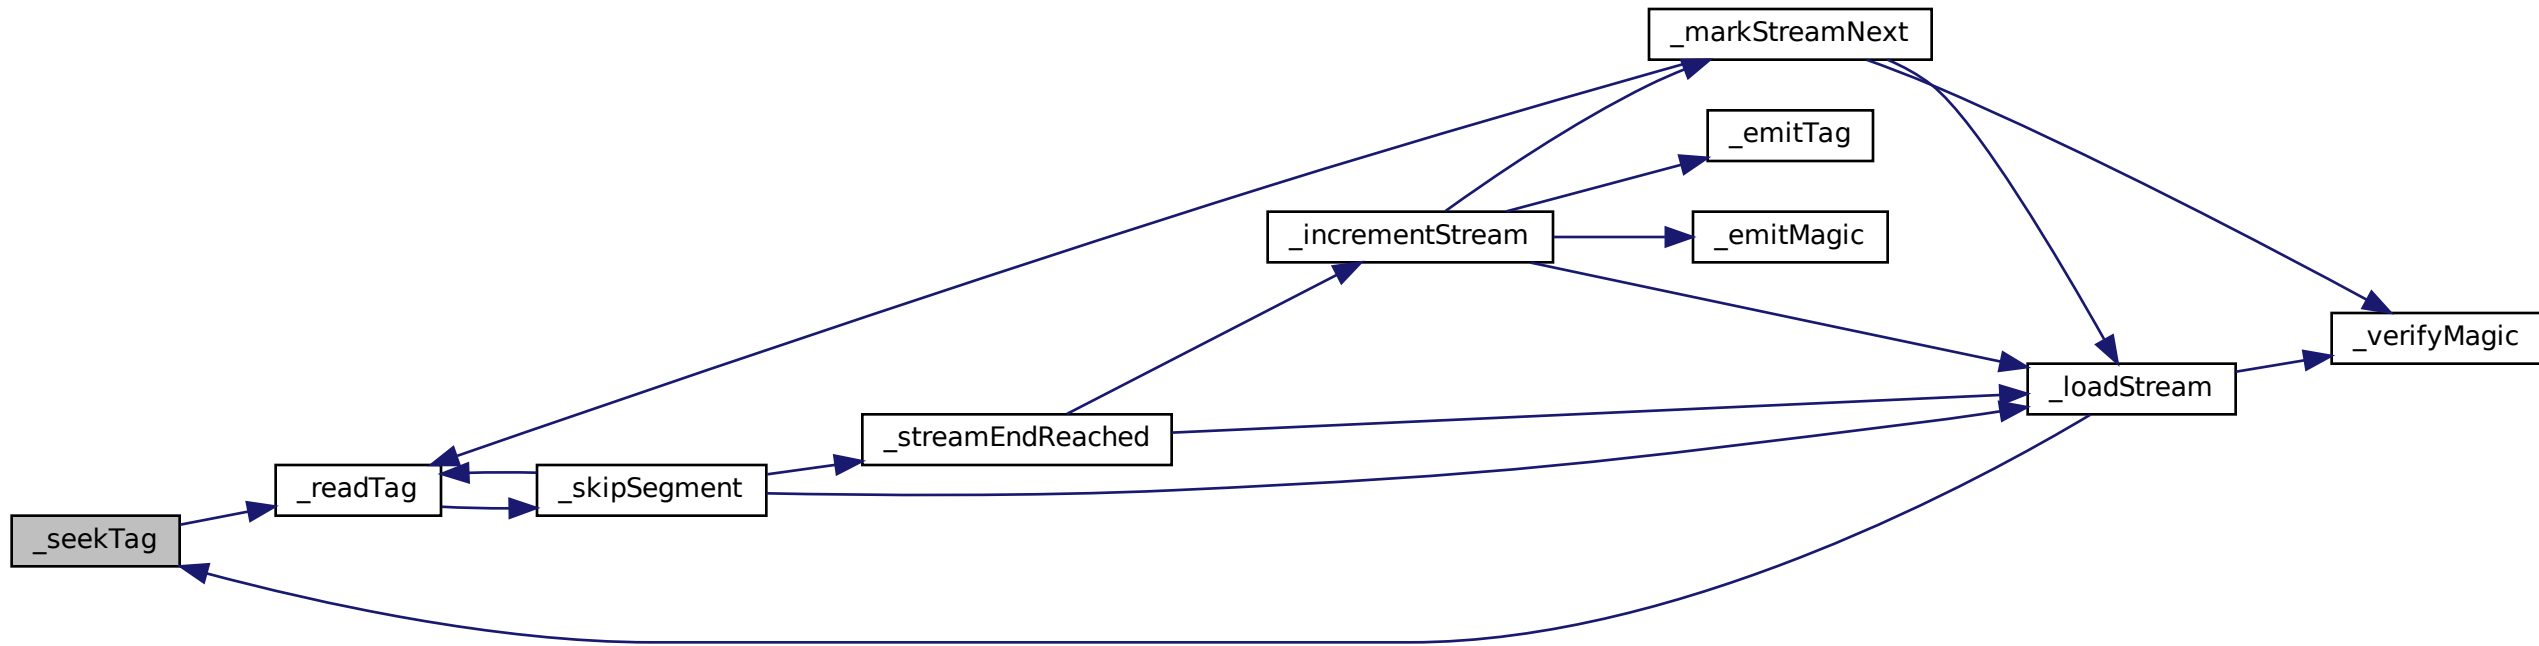 _markStreamNext
_emitTag
_incrementStream
_emitMagic
_verifyMagic
_loadStream
_streamEndReached
_readTag
_skipSegment
_seekTag